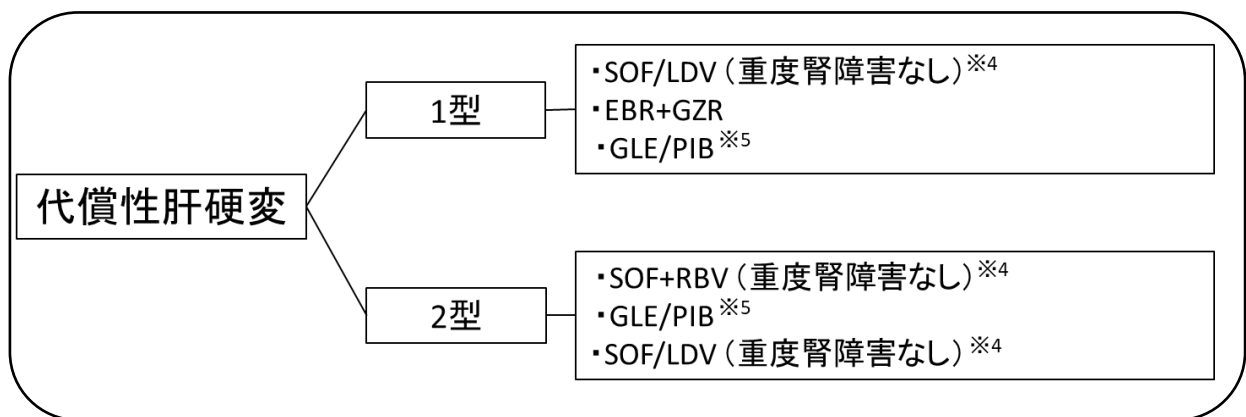 代償性肝硬変
1型
・SOF/LDV(重度腎障害なし)※4
・EBR+GZR
・GLE/PIB※5
2型
・SOF+RBV(重度腎障害なし)※4
・GLE/PIB※5
・SOF/LDV(重度腎障害なし)※4